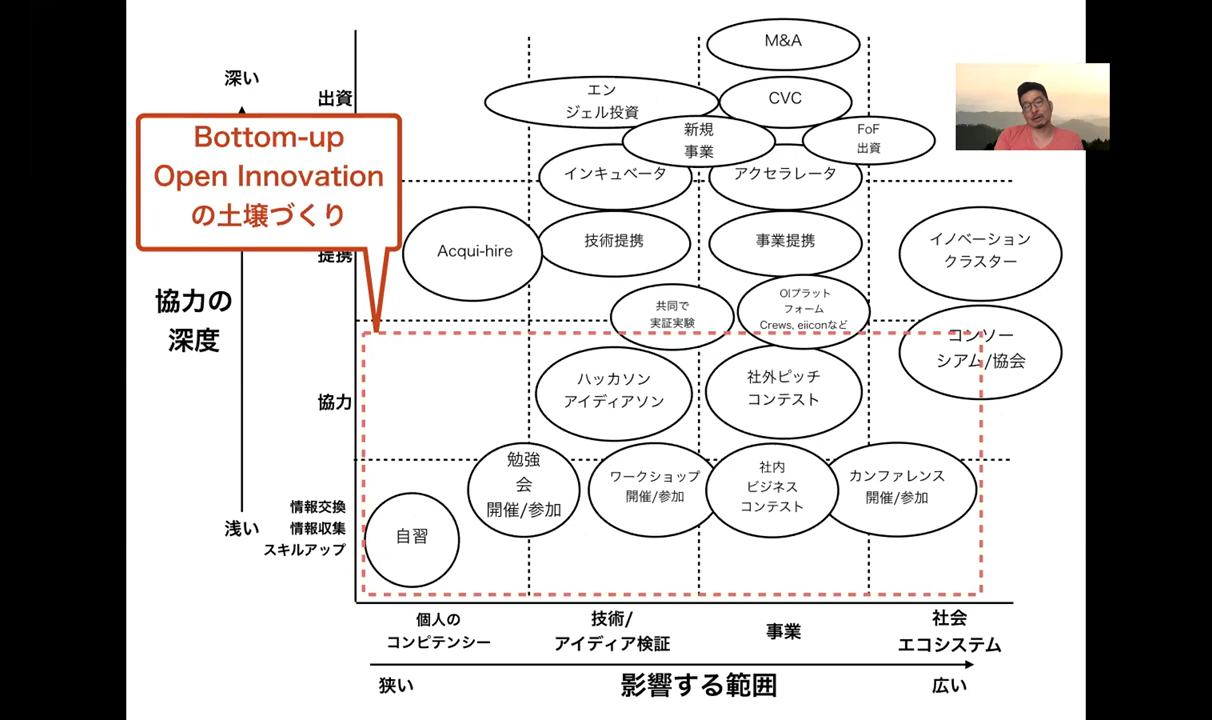 深い
出資
Bottom-up
Open Innovation
の土壌づくり
提携
協力の
深度
協力
情報交換
情報収集
スキルアップ
浅い
M&A
エン
ジェル投資
CVC
新規
事業
FoF
出資
インキュベータ
アクセラレータ
Acqui-hire
技術提携
事業提携
イノベーション
クラスター
共同で
実証実験
OIプラット
フォーム
Crews, eiiconなど
コンソー
シアム/協会
ハッカソン
アイディアソン
社外ピッチ
コンテスト
勉強
会
開催/参加
ワークショップ
開催/参加
社内
ビジネス
コンテスト
カンファレンス
開催/参加
自習
個人の
コンピテンシー
技術/
アイディア検証
事業
社会
エコシステム
狭い
影響する範囲
広い